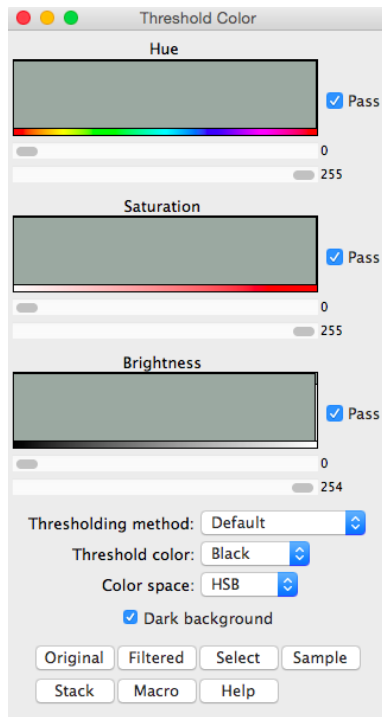 Threshold Color
Hue
Pass
0
255
Saturation
Pass
0
255
Brightness
Pass
0
254
Thresholding method: Default
Threshold color: Black
Color space: HSB
Dark background
Original Filtered Select Sample
Stack Macro Help